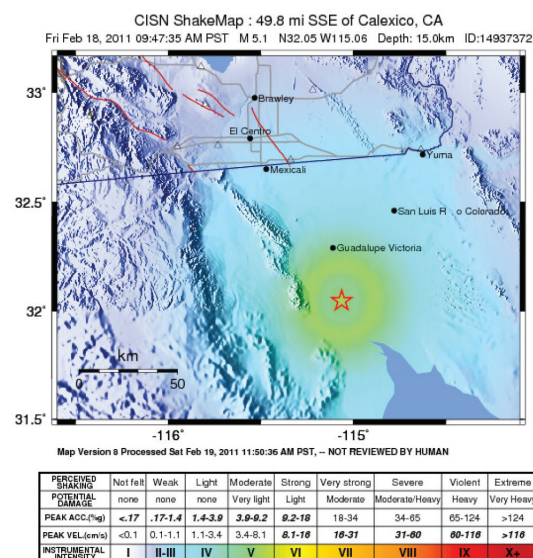 CISN ShakeMap : 49.8 mi SSE of Calexico, CA
Fri Feb 18, 2011 09:47:35 AM PST M 5.1 N32.05 W115.06 Depth: 15.0km ID:14937372
33°
Brawley
El Centro
Yuma
Mexicali
32.5°
San Luis R
Colorado
Guadalupe Victoria
32°
km
0 50
31.5°
-116° -115°
Map Version 8 Processed Sat Feb 19, 2011 11:50:36 AM PST, -- NOT REVIEWED BY HUMAN
PERCEIVED SHAKING Not felt Weak Light Moderate Strong Very strong Severe Violent Extreme
POTENTIAL DAMAGE none none none Very light Light Moderate Moderate/Heavy Heavy Very Heavy
PEAK ACC.(%g) <.17 .17-1.4 1.4-3.9 3.9-9.2 9.2-18 18-34 34-65 65-124 >124
PEAK VEL.(cm/s) <0.1 0.1-1.1 1.1-3.4 3.4-8.1 8.1-16 16-31 31-60 60-116 >116
INSTRUMENTAL INTENSITY I II-III IV V VI VII VIII IX X+